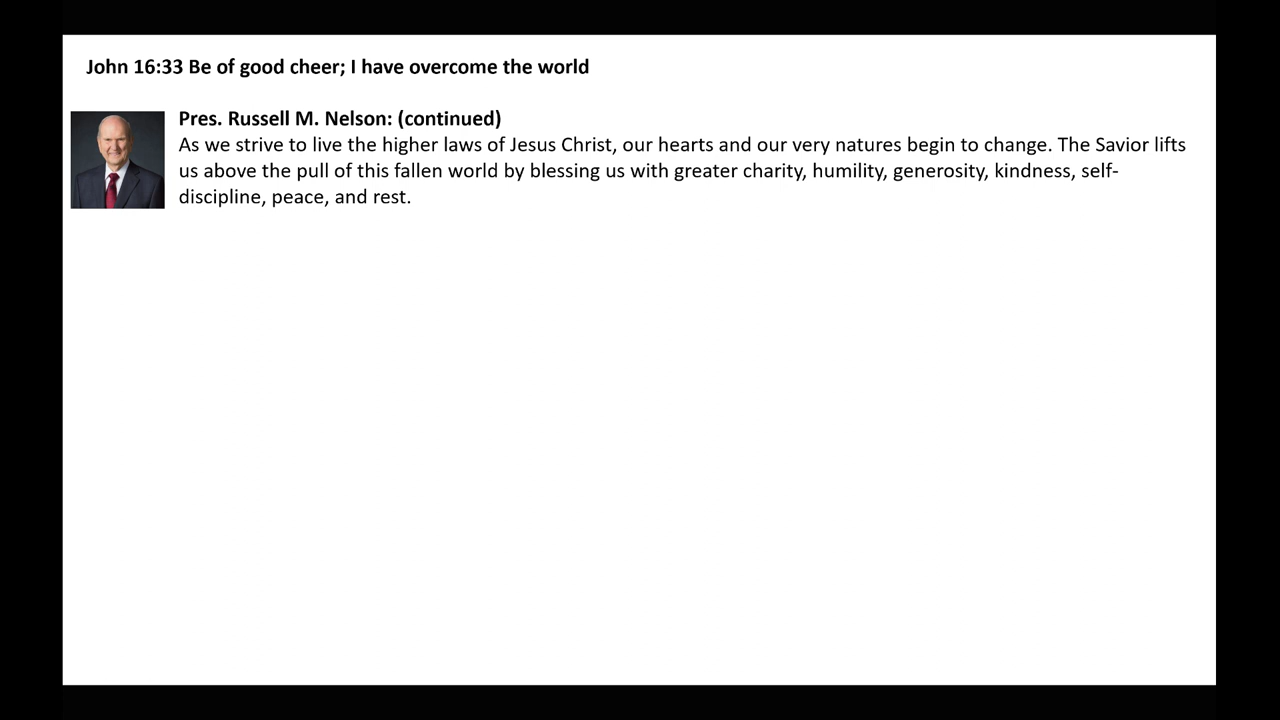 John 16:33 Be of good cheer; I have overcome the world
Pres. Russell M. Nelson: (continued)
As we strive to live the higher laws of Jesus Christ, our hearts and our very natures begin to change. The Savior lifts
us above the pull of this fallen world by blessing us with greater charity, humility, generosity, kindness, self-
discipline, peace, and rest.